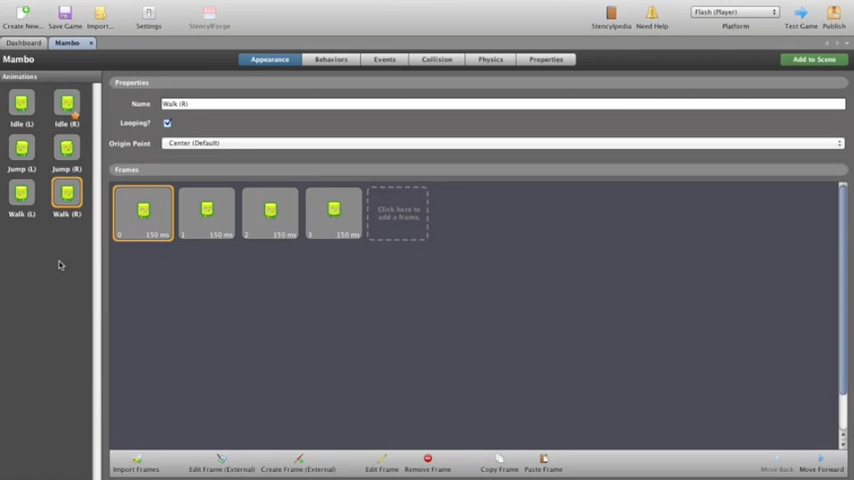 Create New...
Save Game
Import...
Settings
StencylForge
Stencylpedia
Need Help
Flash (Player)
Platform
Test Game
Publish
Dashboard
Mambo
Mambo
Appearance
Behaviors
Events
Collision
Physics
Properties
Add to Scene
Animations
Idle (L)
Idle (R)
Jump (L)
Jump (R)
Walk (L)
Walk (R)
Properties
Name
Walk (R)
Looping?
Origin Point
Center (Default)
Frames
0 150 ms
1 150 ms
2 150 ms
3 150 ms
Click here to
add a frame.
Import Frames
Edit Frame (External)
Create Frame (External)
Edit Frame
Remove Frame
Copy Frame
Paste Frame
Move Back
Move Forward